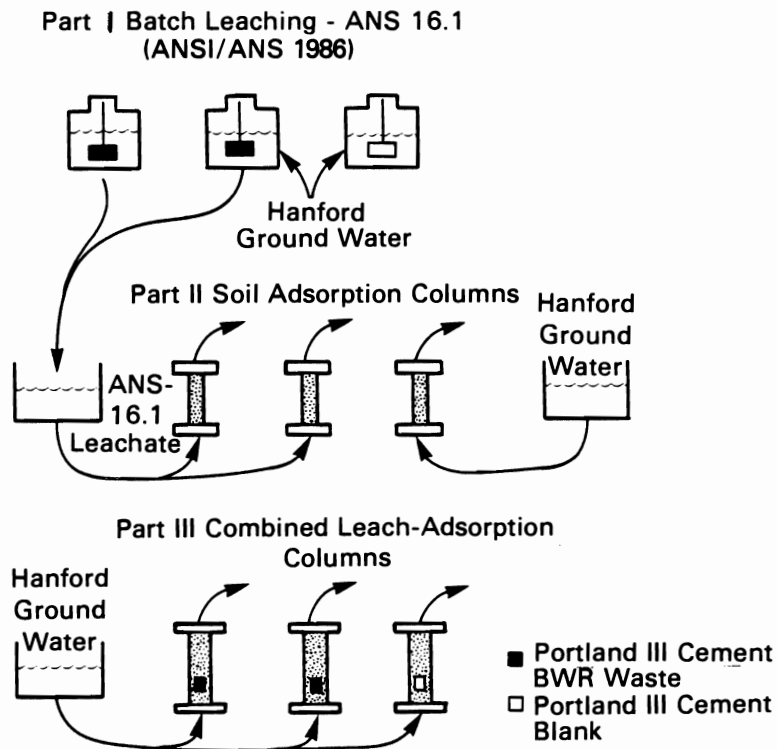 Part I Batch Leaching - ANS 16.1
(ANSI/ANS 1986)
Hanford
Ground Water
Part II Soil Adsorption Columns
Hanford
Ground
Water
ANS-
16.1
Leachate
Part III Combined Leach-Adsorption
Columns
Hanford
Ground
Water
Portland III Cement
BWR Waste
Portland III Cement
Blank